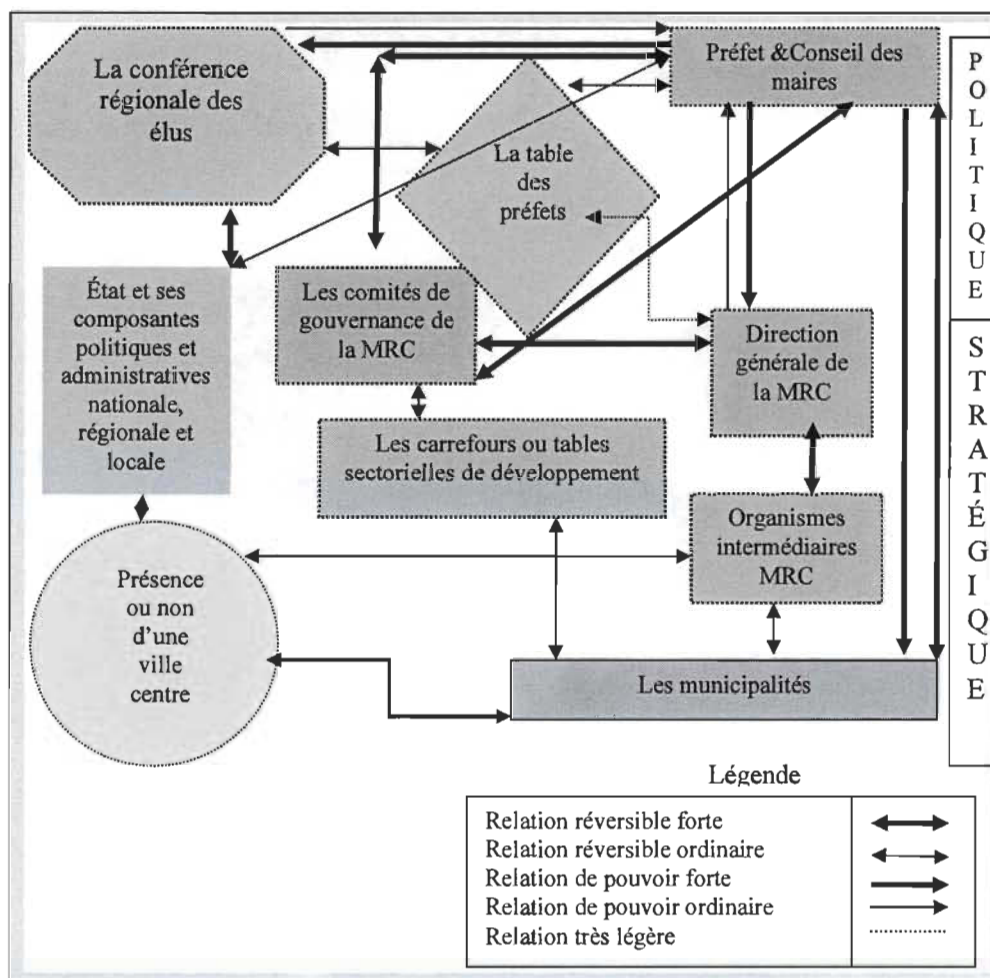 La conférence
régionale des
élus
Préfet &Conseil des
maires
La table
des
préfets
État et ses
composantes
politiques et
administratives
nationale,
régionale et
locale
Les comités de
gouvernance de
la MRC
Direction
générale de
la MRC
Les carrefours ou tables
sectorielles de développement
Organismes
intermédiaires
MRC
Présence
ou non
d'une
ville
centre
Les municipalités
POLITIQUE
STRATÉGIQUE
Légende
Relation réversible forte
Relation réversible ordinaire
Relation de pouvoir forte
Relation de pouvoir ordinaire
Relation très légère